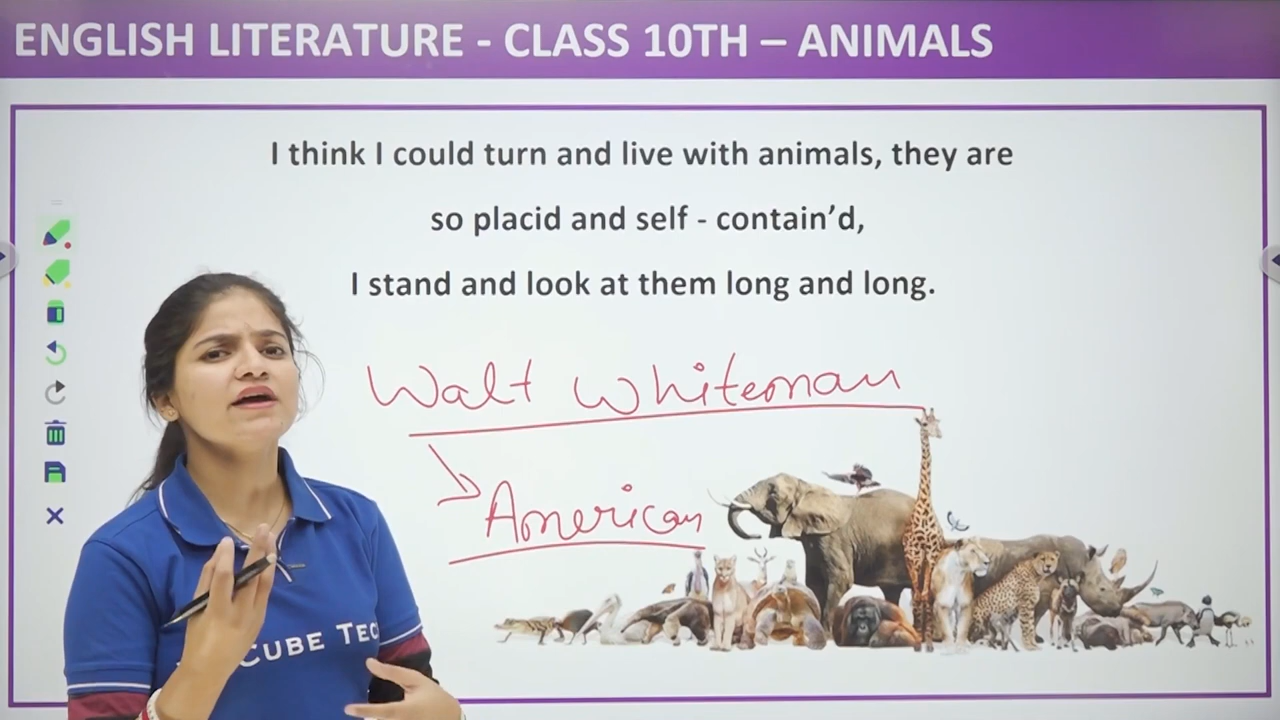 ENGLISH LITERATURE - CLASS 10TH – ANIMALS
I think I could turn and live with animals, they are
so placid and self - contain’d,
I stand and look at them long and long.
Walt Whiteman
American
CUBE TEC